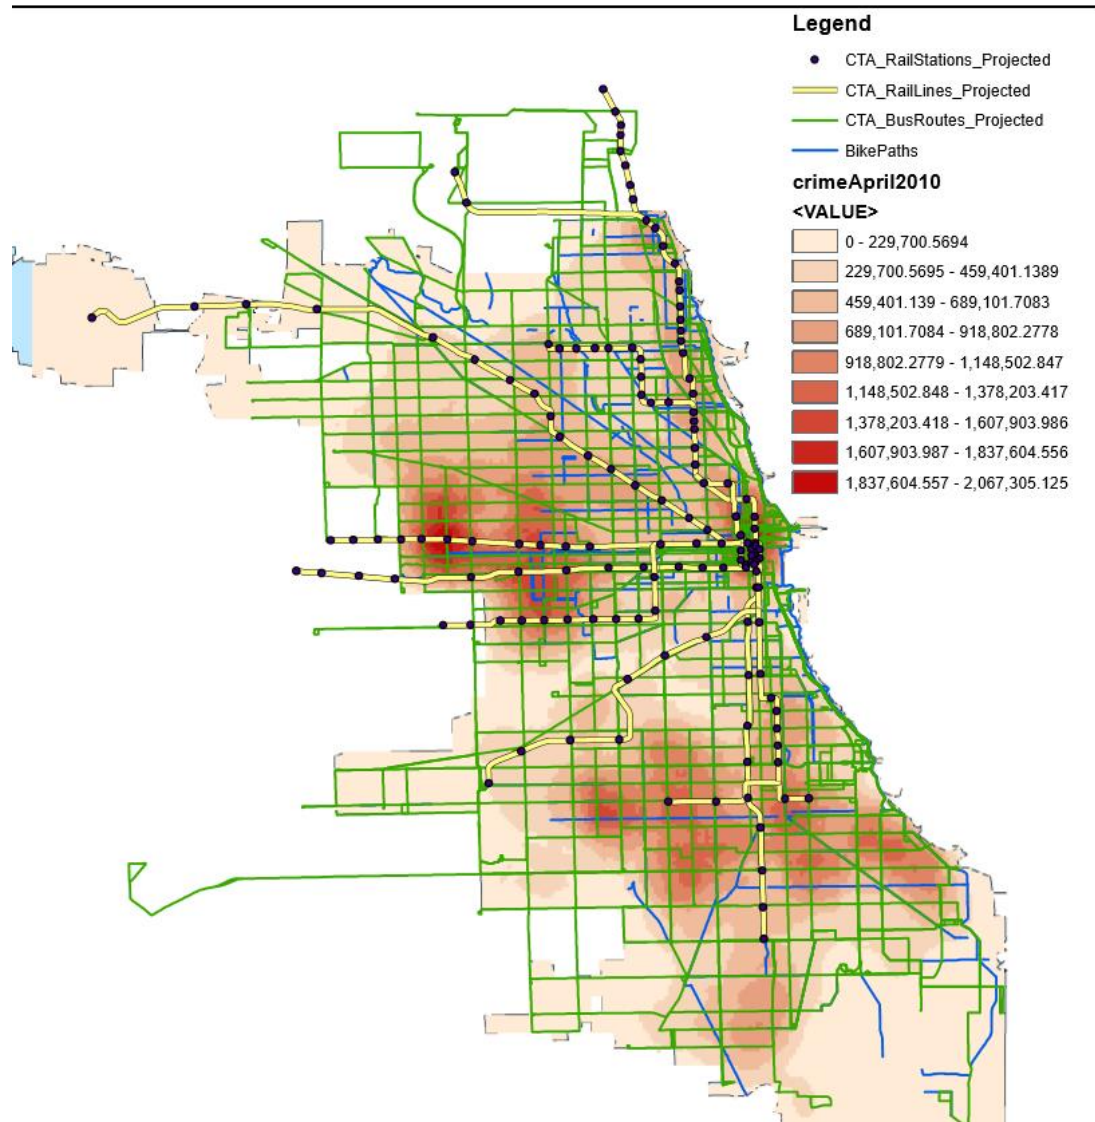 Legend
CTA_RailStations_Projected
CTA_RailLines_Projected
CTA_BusRoutes_Projected
BikePaths
crimeApril2010
<VALUE>
0 - 229,700.5694
229,700.5695 - 459,401.1389
459,401.139 - 689,101.7083
689,101.7084 - 918,802.2778
918,802.2779 - 1,148,502.847
1,148,502.848 - 1,378,203.417
1,378,203.418 - 1,607,903.986
1,607,903.987 - 1,837,604.556
1,837,604.557 - 2,067,305.125